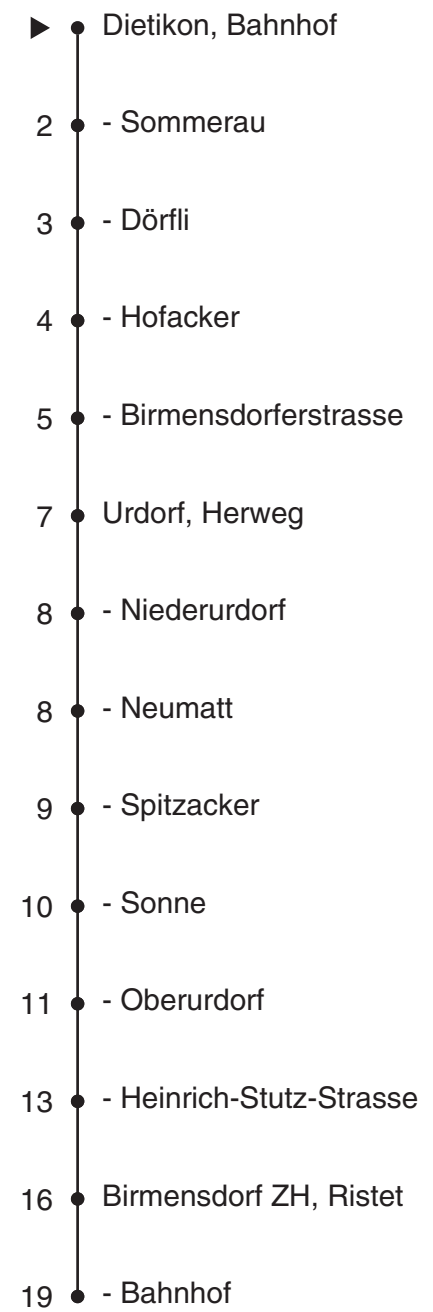 Dietikon, Bahnhof
2 - Sommerau
3 - Dörfli
4 - Hofacker
5 - Birmensdorferstrasse
7 Urdorf, Herweg
8 - Niederurdorf
8 - Neumatt
9 - Spitzacker
10 - Sonne
11 - Oberurdorf
13 - Heinrich-Stutz-Strasse
16 Birmensdorf ZH, Ristet
19 - Bahnhof